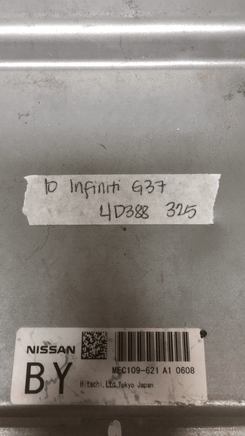 10 Infiniti G37
4D388 325
NISSAN
BY
MEC109-621 A1 0608
Hitachi,Ltd.Tokyo Japan